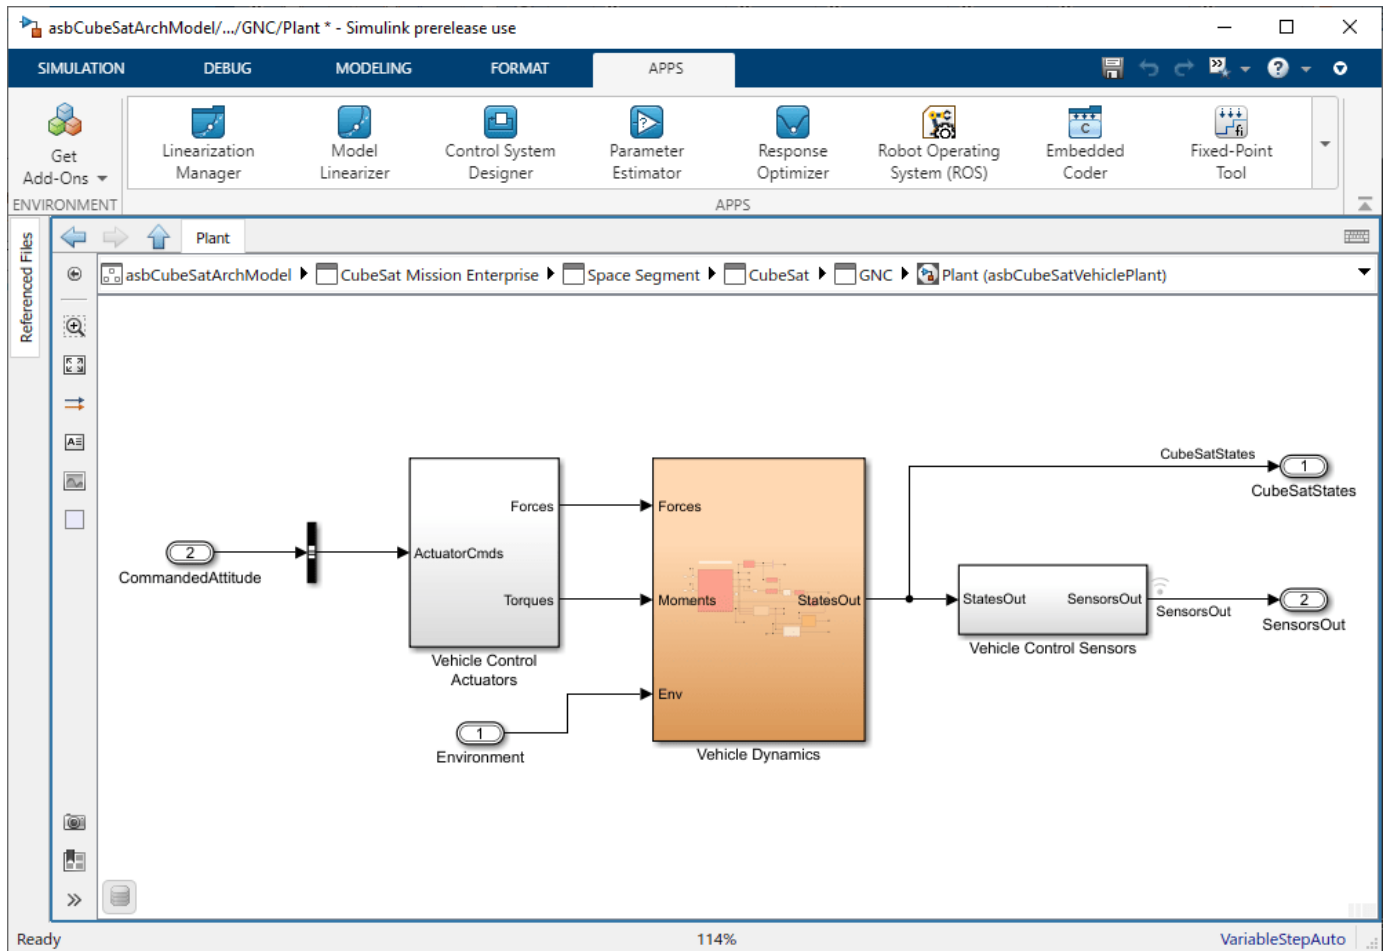 asbCubeSatArchModel/.../GNC/Plant * - Simulink prerelease use
SIMULATION DEBUG MODELING FORMAT APPS
Get
Add-Ons
Linearization
Manager
Model
Linearizer
Control System
Designer
Parameter
Estimator
Response
Optimizer
Robot Operating
System (ROS)
Embedded
Coder
Fixed-Point
Tool
ENVIRONMENT
APPS
Referenced Files
Plant
asbCubeSatArchModel CubeSat Mission Enterprise Space Segment CubeSat GNC Plant (asbCubeSatVehiclePlant)
2
CommandedAttitude
ActuatorCmds
Forces
Torques
Vehicle Control
Actuators
1
Environment
Forces
Moments
Env
StatesOut
Vehicle Dynamics
CubeSatStates
1
CubeSatStates
StatesOut
SensorsOut
Vehicle Control Sensors
SensorsOut
2
SensorsOut
Ready
114%
VariableStepAuto